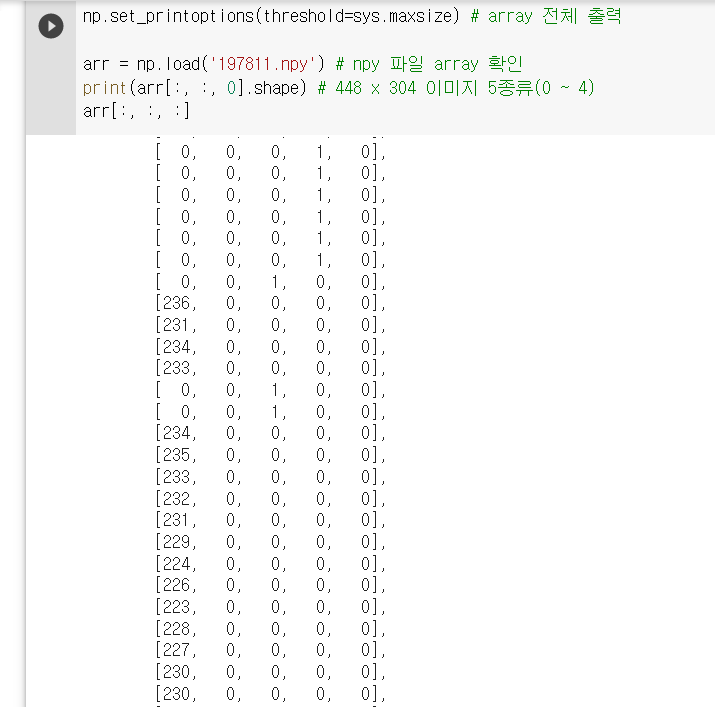 np.set_printoptions(threshold=sys.maxsize) # array 전체 출력
arr = np.load('197811.npy') # npy 파일 array 확인
print(arr[:, :, 0].shape) # 448 x 304 이미지 5종류(0 ~ 4)
arr[:, :, :]
[ 0, 0, 0, 1, 0],
[ 0, 0, 0, 1, 0],
[ 0, 0, 0, 1, 0],
[ 0, 0, 0, 1, 0],
[ 0, 0, 0, 1, 0],
[ 0, 0, 0, 1, 0],
[ 0, 0, 1, 0, 0],
[236, 0, 0, 0, 0],
[231, 0, 0, 0, 0],
[234, 0, 0, 0, 0],
[233, 0, 0, 0, 0],
[ 0, 0, 1, 0, 0],
[ 0, 0, 1, 0, 0],
[234, 0, 0, 0, 0],
[235, 0, 0, 0, 0],
[233, 0, 0, 0, 0],
[232, 0, 0, 0, 0],
[231, 0, 0, 0, 0],
[229, 0, 0, 0, 0],
[224, 0, 0, 0, 0],
[226, 0, 0, 0, 0],
[223, 0, 0, 0, 0],
[228, 0, 0, 0, 0],
[227, 0, 0, 0, 0],
[230, 0, 0, 0, 0],
[230, 0, 0, 0, 0],